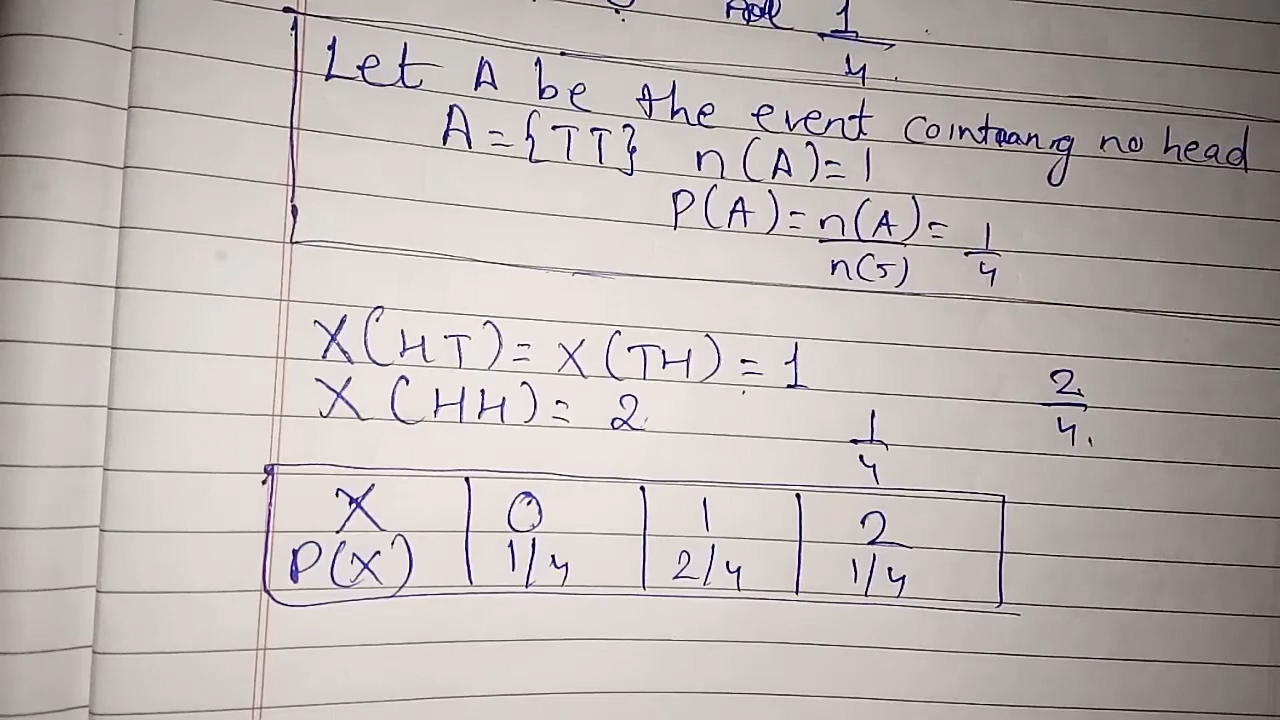 1/4
Let A be the event cointaang no head
A={TT} n(A)=1
P(A)=n(A)/n(S)=1/4
X(HT)=X(TH)=1
X(HH)=2
1/4 2/4.
X 0 1 2
P(X) 1/4 2/4 1/4